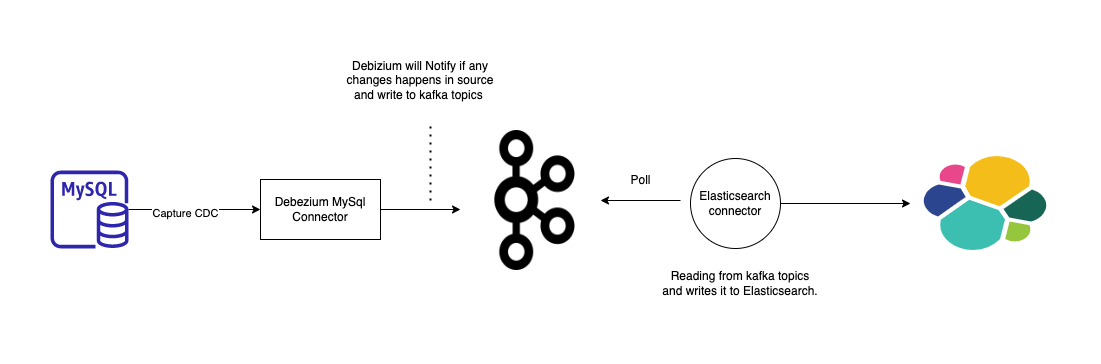 Debizium will Notify if any
changes happens in source
and write to kafka topics
MySQL
Capture CDC
Debezium MySql
Connector
Poll
Elasticsearch
connector
Reading from kafka topics
and writes it to Elasticsearch.